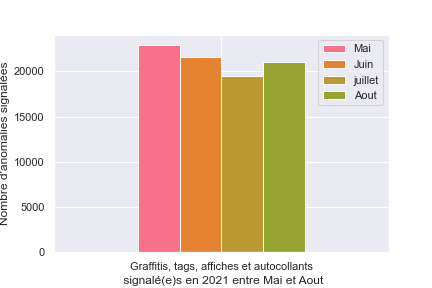 Mai
Juin
juillet
Aout
Nombre d'anomalies signalées
20000
15000
10000
5000
0
Graffitis, tags, affiches et autocollants
signalé(e)s en 2021 entre Mai et Aout